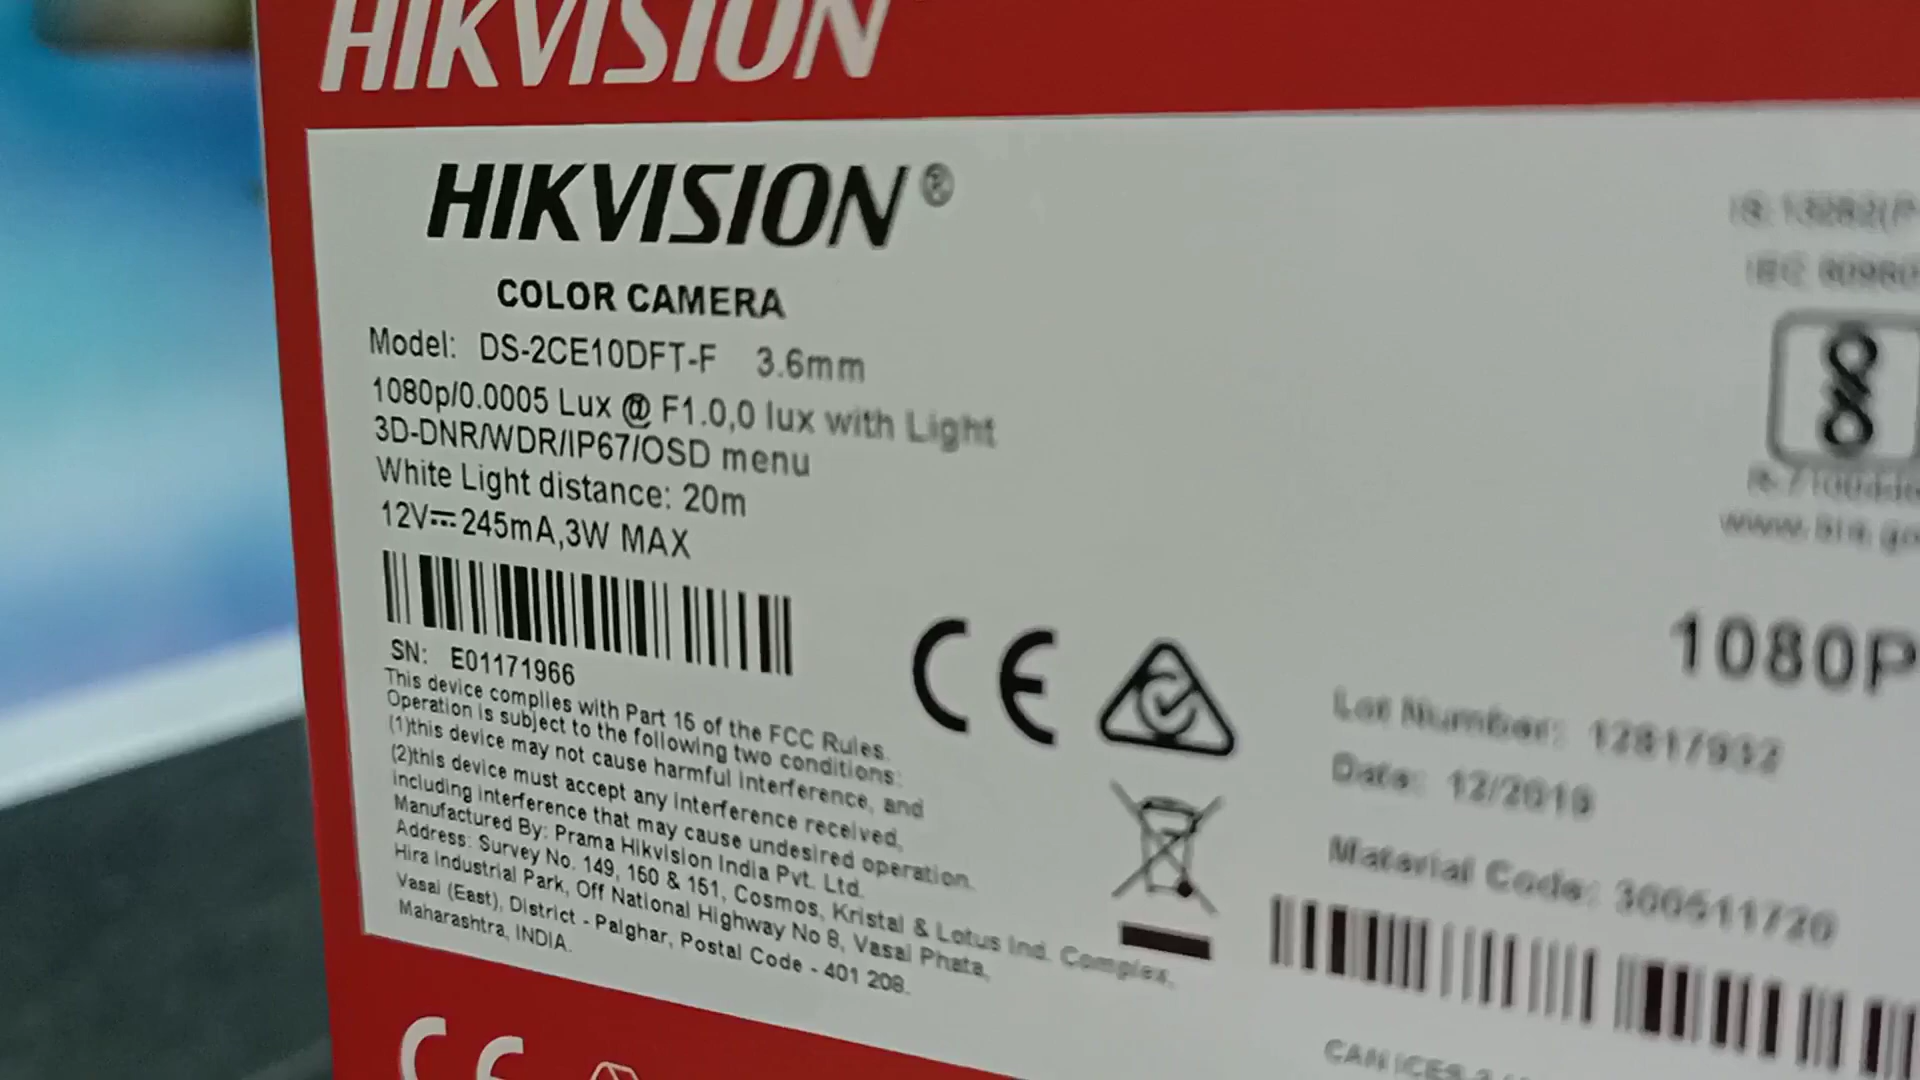 HIKVISION
HIKVISION®
COLOR CAMERA
Model: DS-2CE10DFT-F 3.6mm
1080p/0.0005 Lux @ F1.0,0 lux with Light
3D-DNR/WDR/IP67/OSD menu
White Light distance: 20m
12V⎓245mA,3W MAX
SN: E01171966
This device complies with Part 15 of the FCC Rules.
Operation is subject to the following two conditions:
(1)this device may not cause harmful interference, and
(2)this device must accept any interference received,
including interference that may cause undesired operation.
Manufactured By: Prama Hikvision India Pvt. Ltd.
Address: Survey No. 149, 150 & 151, Cosmos, Kristal & Lotus Ind. Complex,
Hira Industrial Park, Off National Highway No 8, Vasai Phata,
Vasai (East), District - Palghar, Postal Code - 401 208.
Maharashtra, INDIA.
CE
1080P
Lot Number: 12817932
Date:
Material Code: 300511720
CE